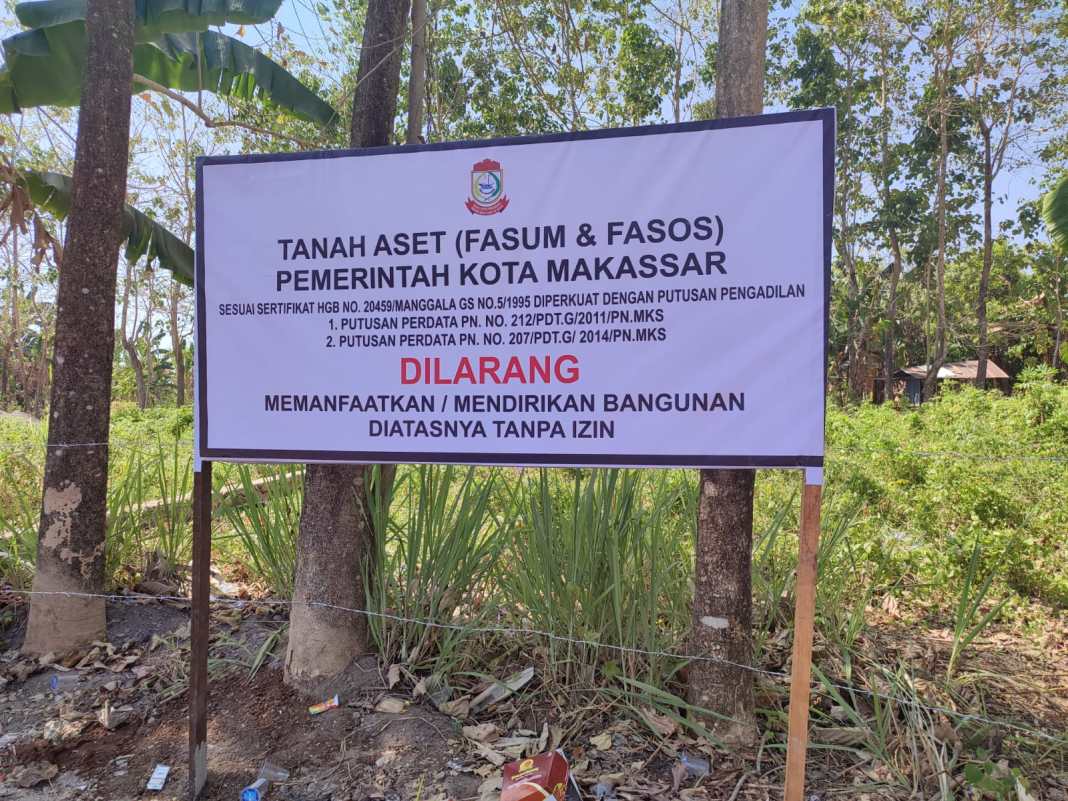 TANAH ASET (FASUM & FASOS)
PEMERINTAH KOTA MAKASSAR
SESUAI SERTIFIKAT HGB NO. 20459/MANGGALA GS NO.5/1995 DIPERKUAT DENGAN PUTUSAN PENGADILAN
1. PUTUSAN PERDATA PN. NO. 212/PDT.G/2011/PN.MKS
2. PUTUSAN PERDATA PN. NO. 207/PDT.G/ 2014/PN.MKS
DILARANG
MEMANFAATKAN / MENDIRIKAN BANGUNAN
DIATASNYA TANPA IZIN